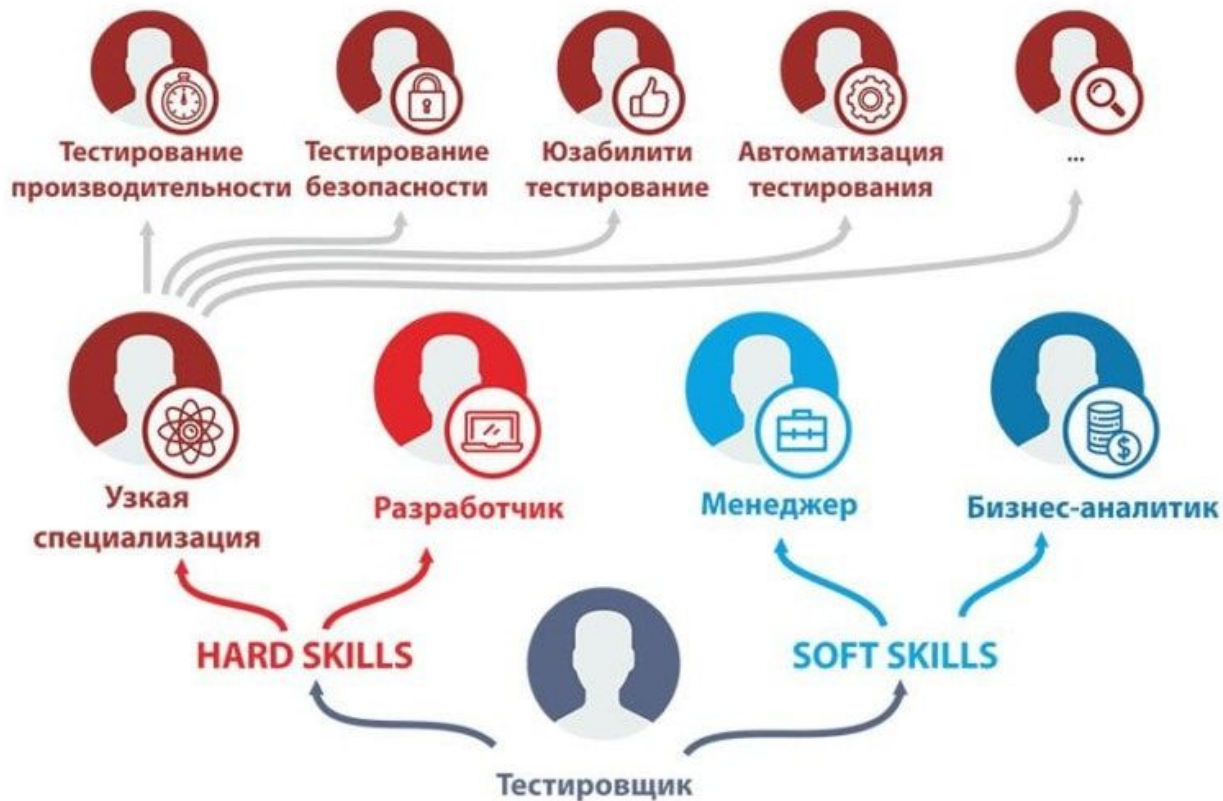 Тестирование
производительности
Тестирование
безопасности
Юзабилити
тестирование
Автоматизация
тестирования
...
Узкая
специализация
Разработчик
Менеджер
Бизнес-аналитик
HARD SKILLS
SOFT SKILLS
Тестировщик